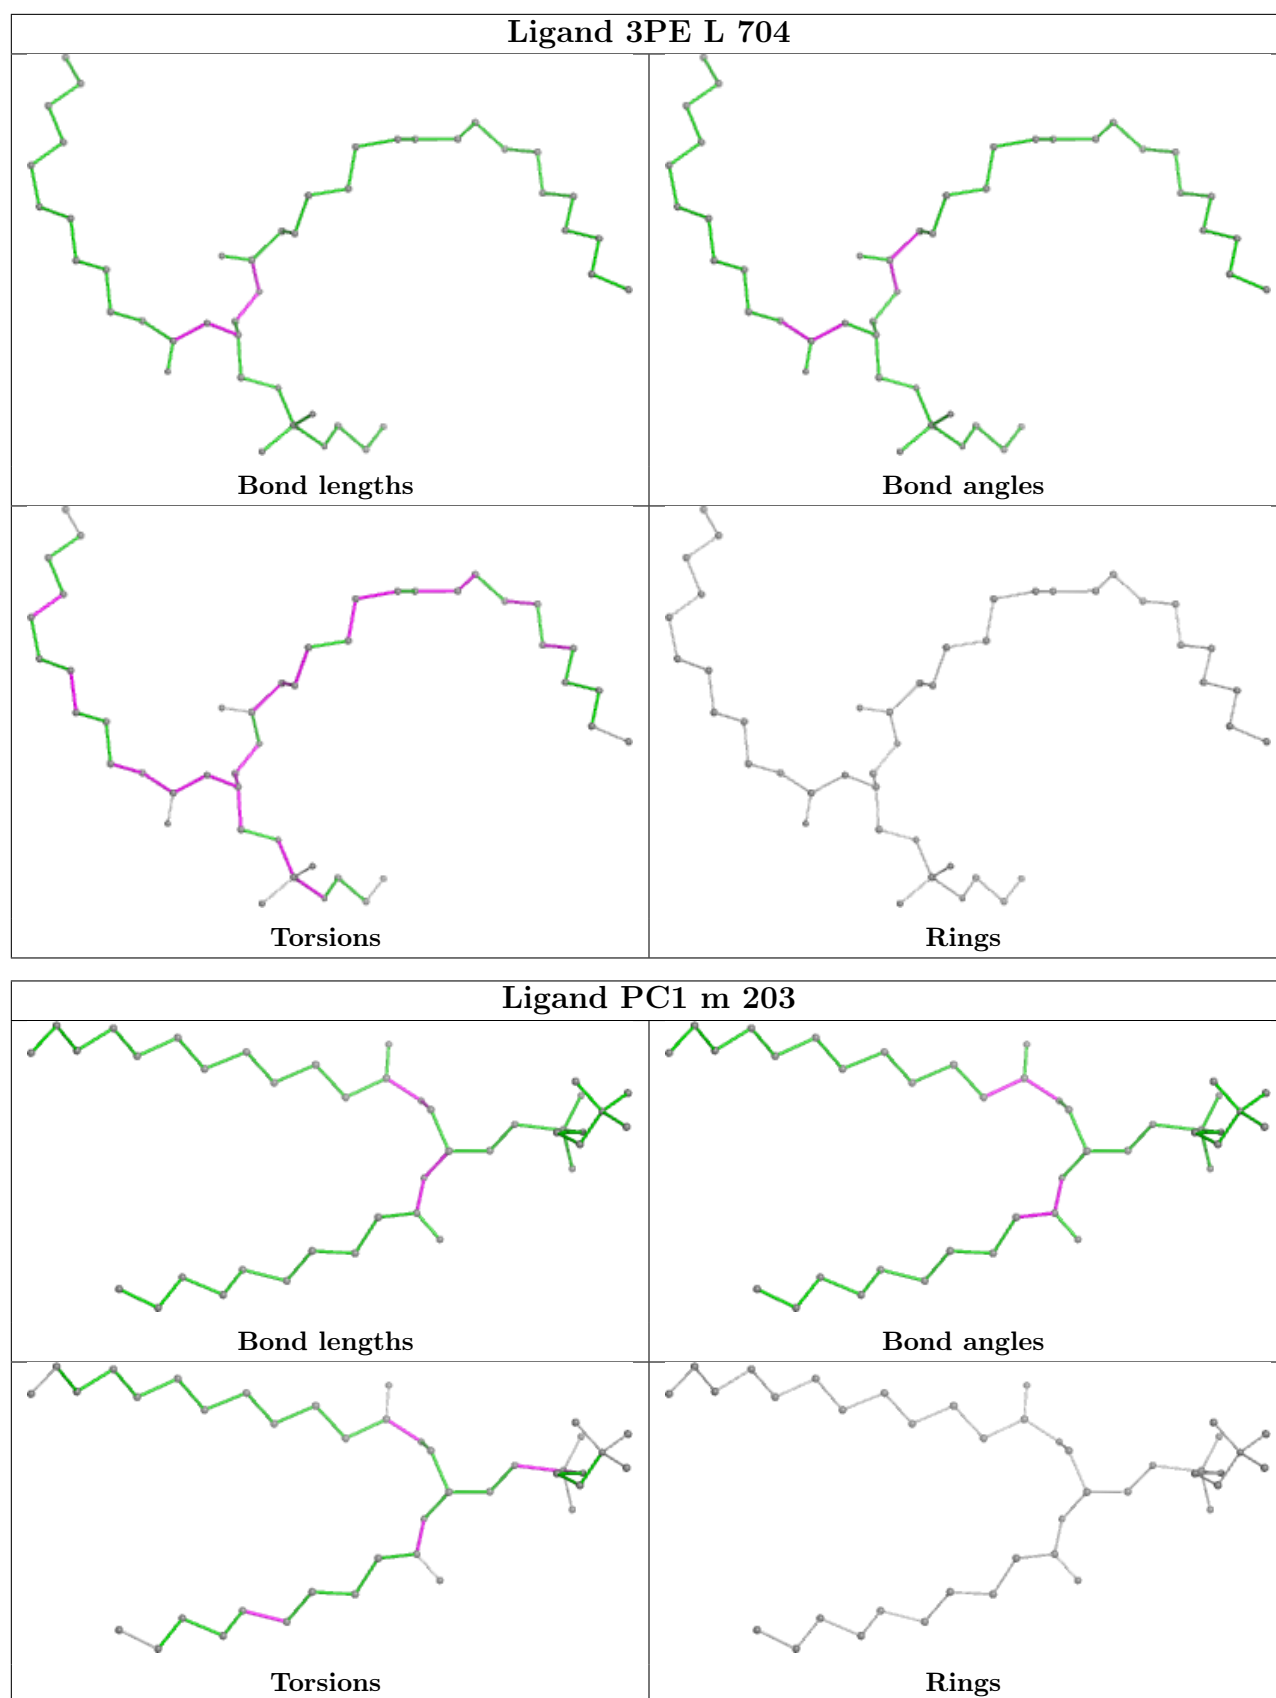 Ligand 3PE L 704
Bond lengths
Bond angles
Torsions
Rings
Ligand PC1 m 203
Bond lengths
Bond angles
Torsions
Rings